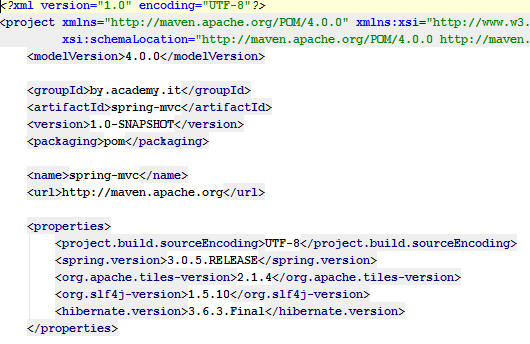 <?xml version="1.0" encoding="UTF-8"?>
<project xmlns="http://maven.apache.org/POM/4.0.0" xmlns:xsi="http://www.w3.
xsi:schemaLocation="http://maven.apache.org/POM/4.0.0 http://maven.
<modelVersion>4.0.0</modelVersion>
<groupId>by.academy.it</groupId>
<artifactId>spring-mvc</artifactId>
<version>1.0-SNAPSHOT</version>
<packaging>pom</packaging>
<name>spring-mvc</name>
<url>http://maven.apache.org</url>
<properties>
<project.build.sourceEncoding>UTF-8</project.build.sourceEncoding>
<spring.version>3.0.5.RELEASE</spring.version>
<org.apache.tiles-version>2.1.4</org.apache.tiles-version>
<org.slf4j-version>1.5.10</org.slf4j-version>
<hibernate.version>3.6.3.Final</hibernate.version>
</properties>